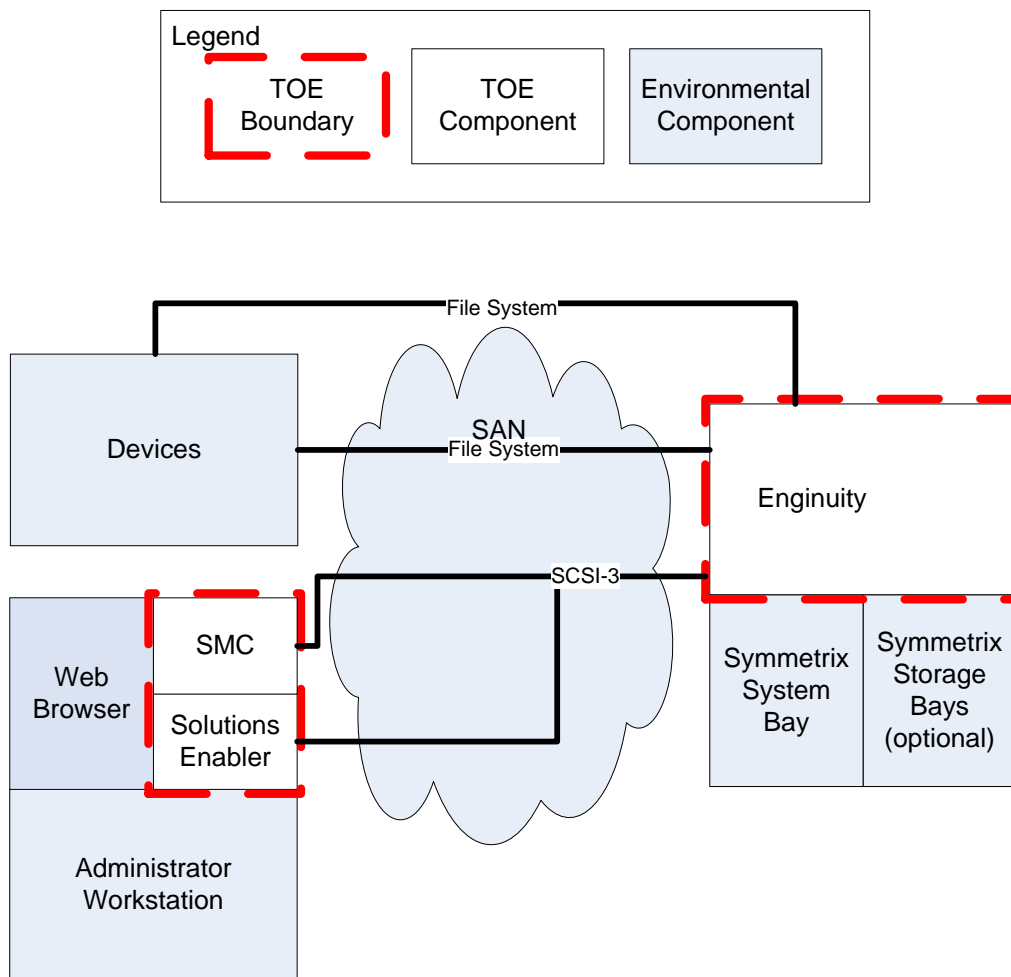 Legend
TOE
Boundary
TOE
Component
Environmental
Component
File System
Devices
SAN
File System
Enginuity
SCSI-3
Web
Browser
SMC
Solutions
Enabler
Symmetrix
System
Bay
Symmetrix
Storage
Bays
(optional)
Administrator
Workstation